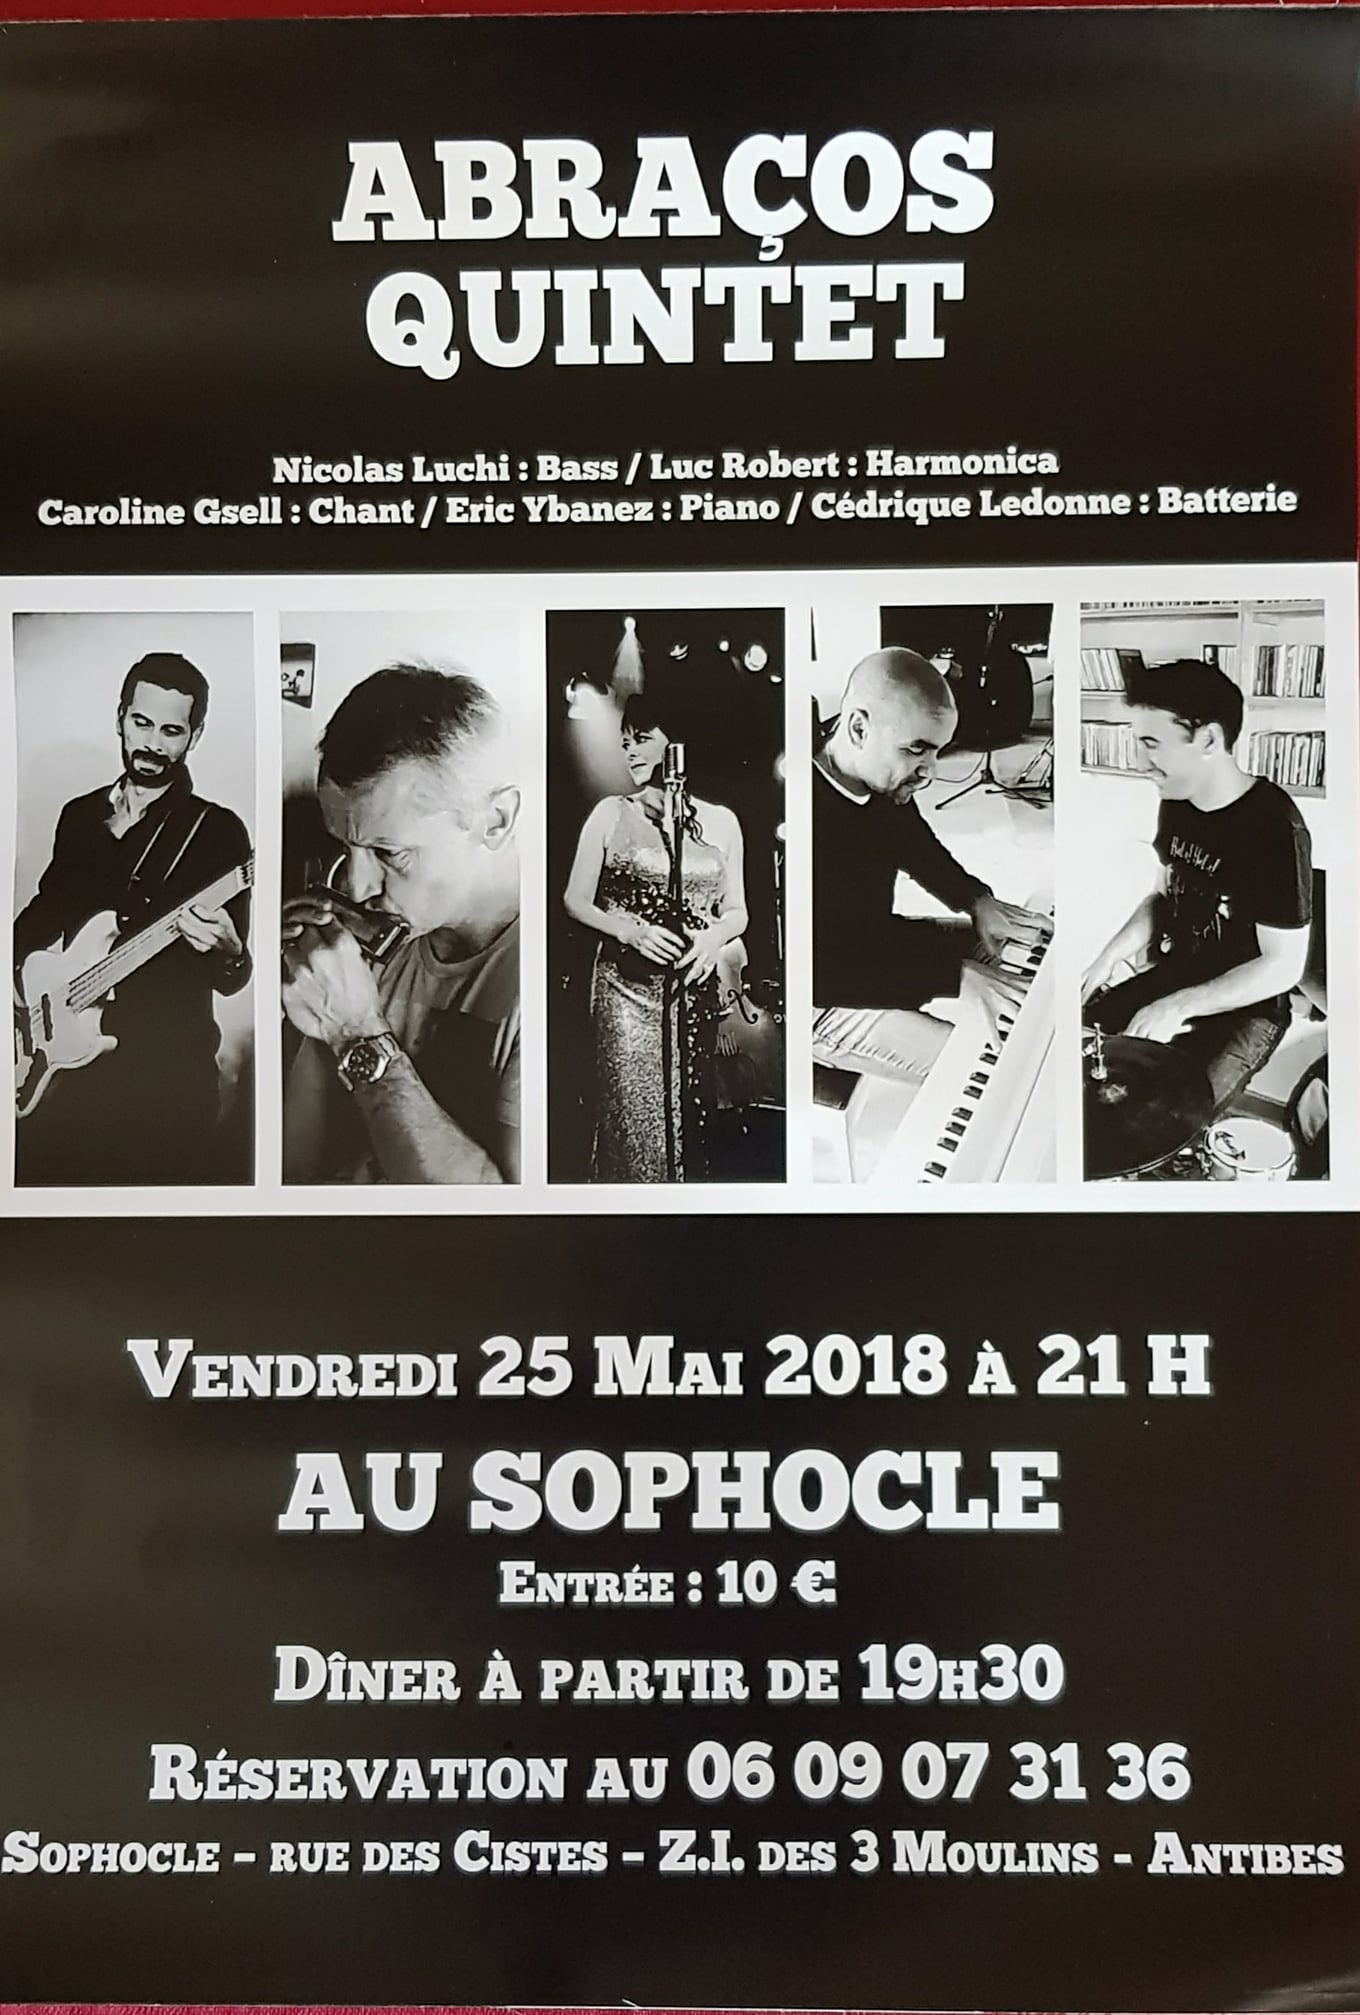 ABRAÇOS
QUINTET
Nicolas Luchi : Bass / Luc Robert : Harmonica
Caroline Gsell : Chant / Eric Ybanez : Piano / Cédrique Ledonne : Batterie
VENDREDI 25 MAI 2018 À 21 H
AU SOPHOCLE
ENTRÉE : 10 €
DÎNER À PARTIR DE 19H30
RÉSERVATION AU 06 09 07 31 36
SOPHOCLE – RUE DES CISTES – Z.I. DES 3 MOULINS - ANTIBES